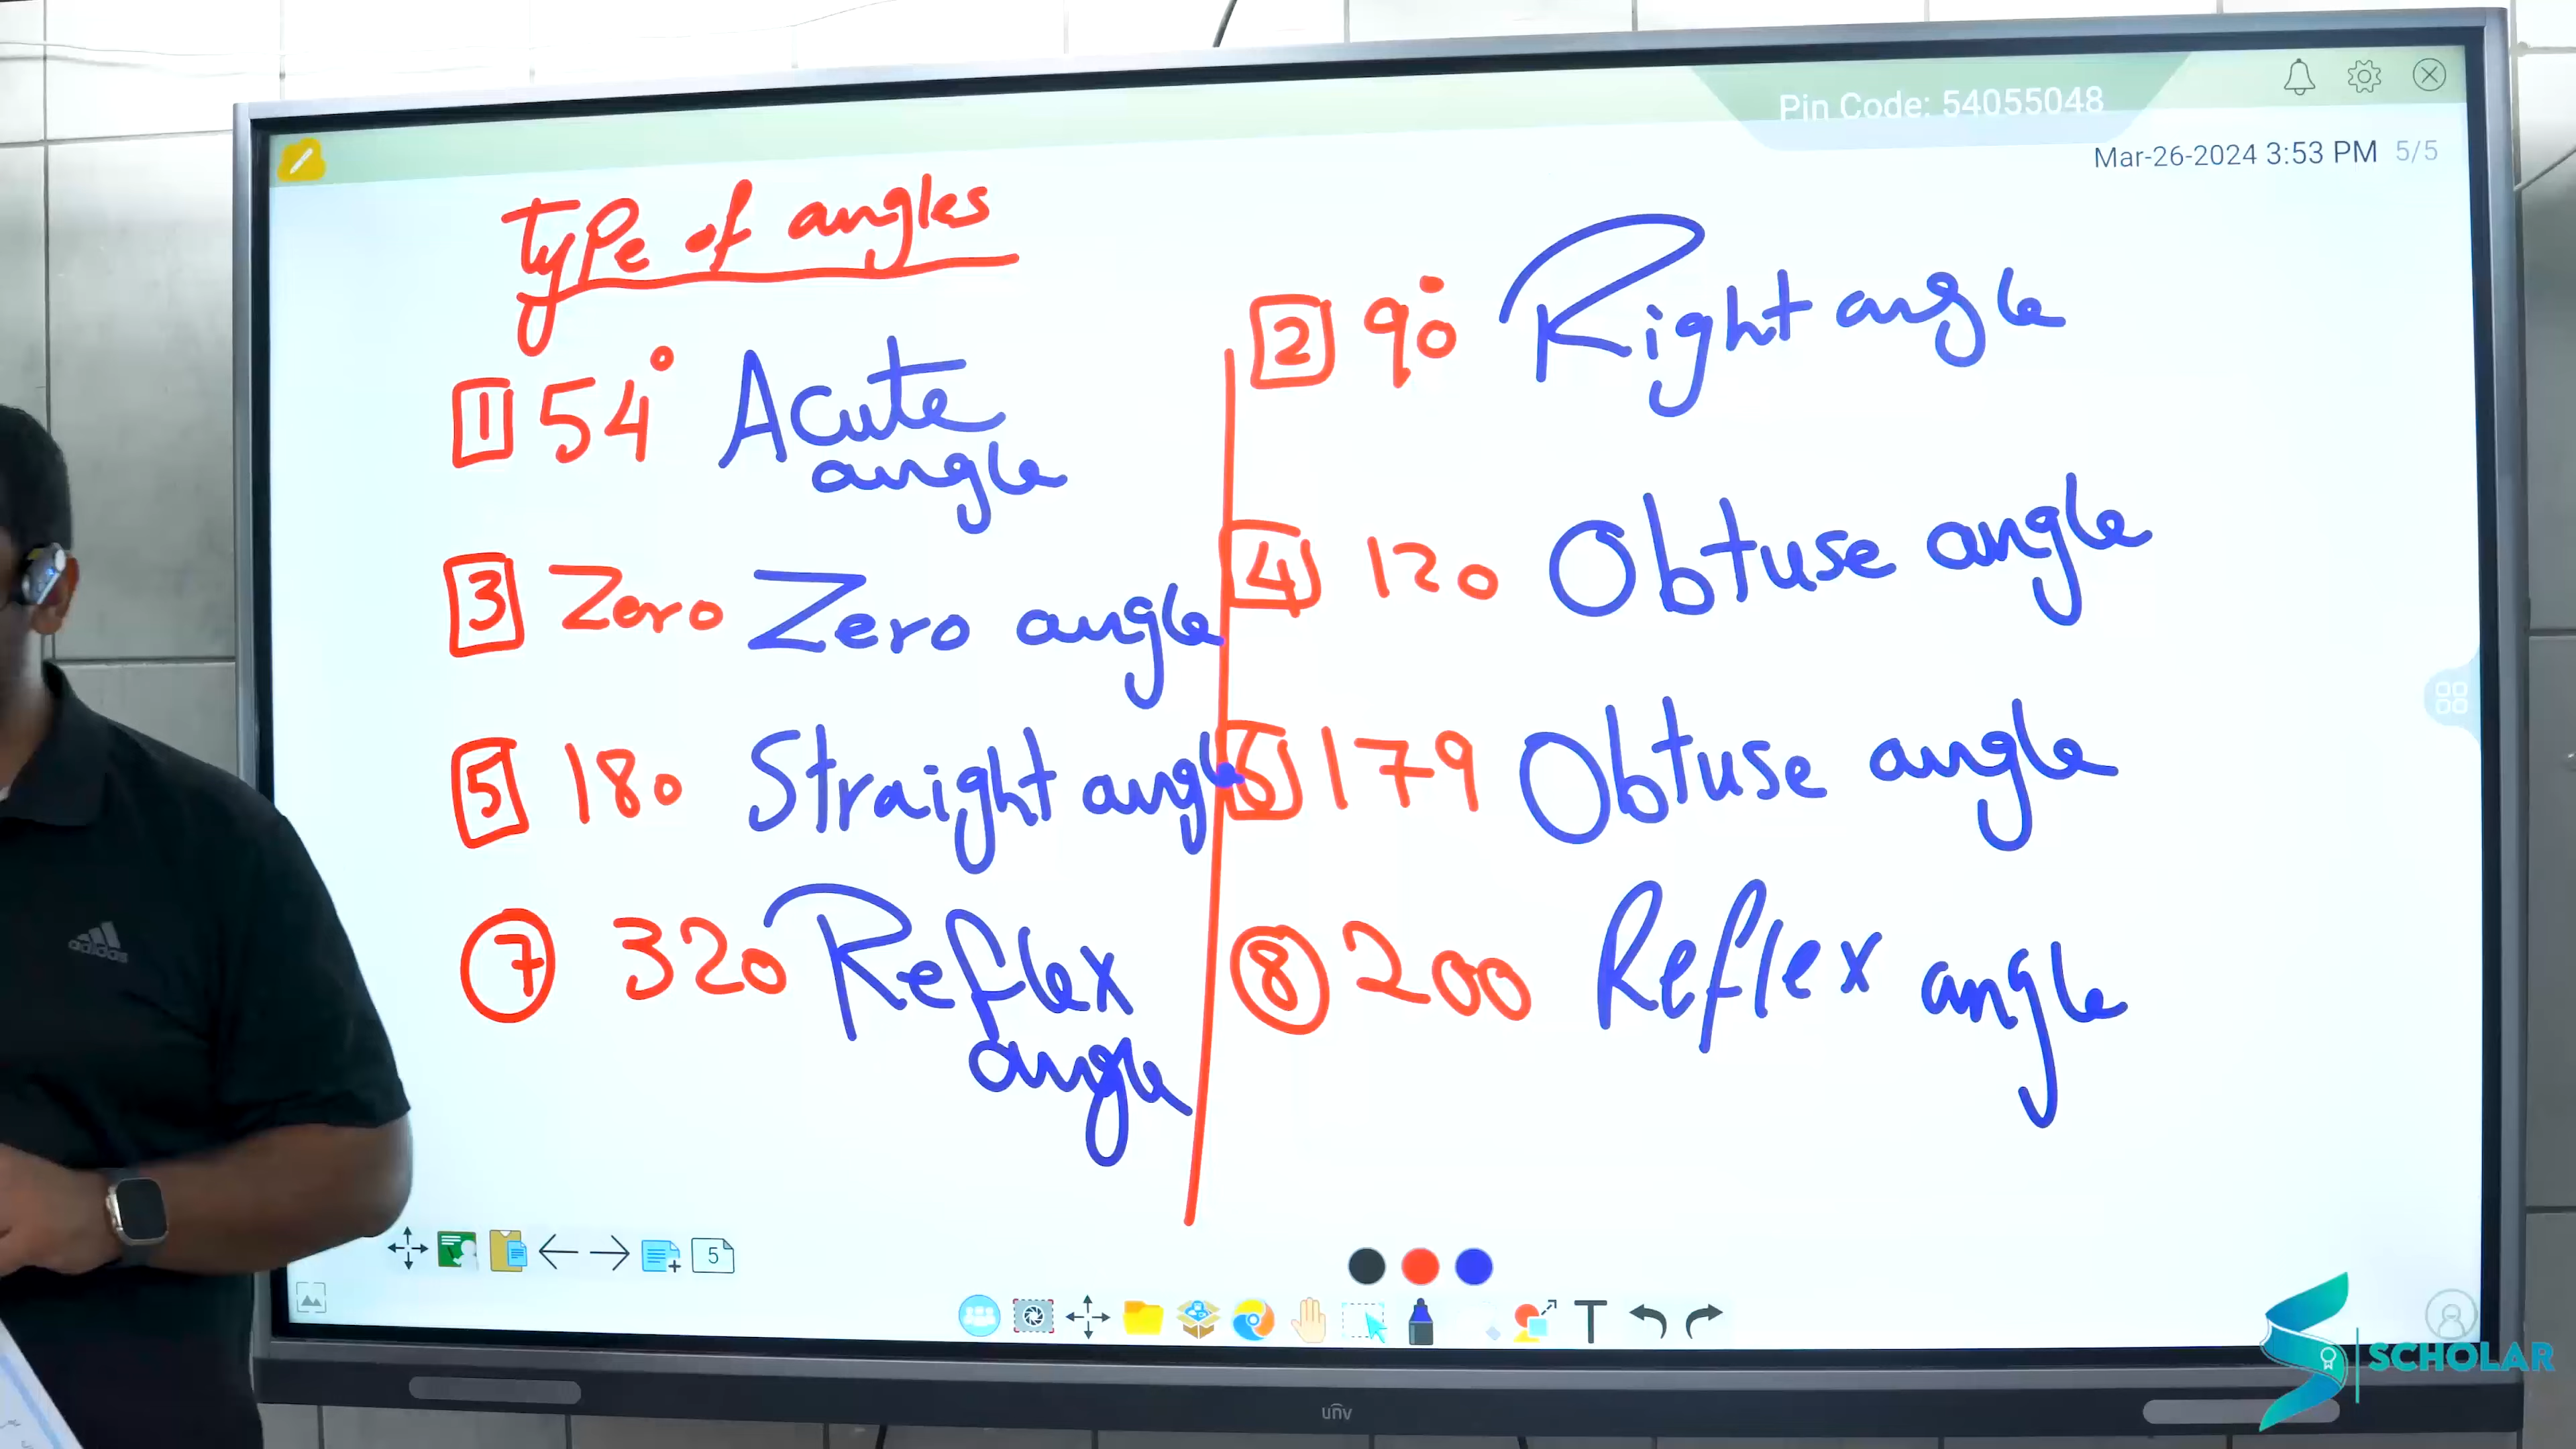 Pin Code: 54055048
Mar-26-2024 3:53 PM 5/5
Type of angles
1 54° Acute
angle
2 90° Right angle
3 Zero Zero angle
4 120 Obtuse angle
5 180 Straight angle
6 179 Obtuse angle
7 320 Reflex
angle
8 200 Reflex angle
adidas
5
T
unv
SCHOLAR